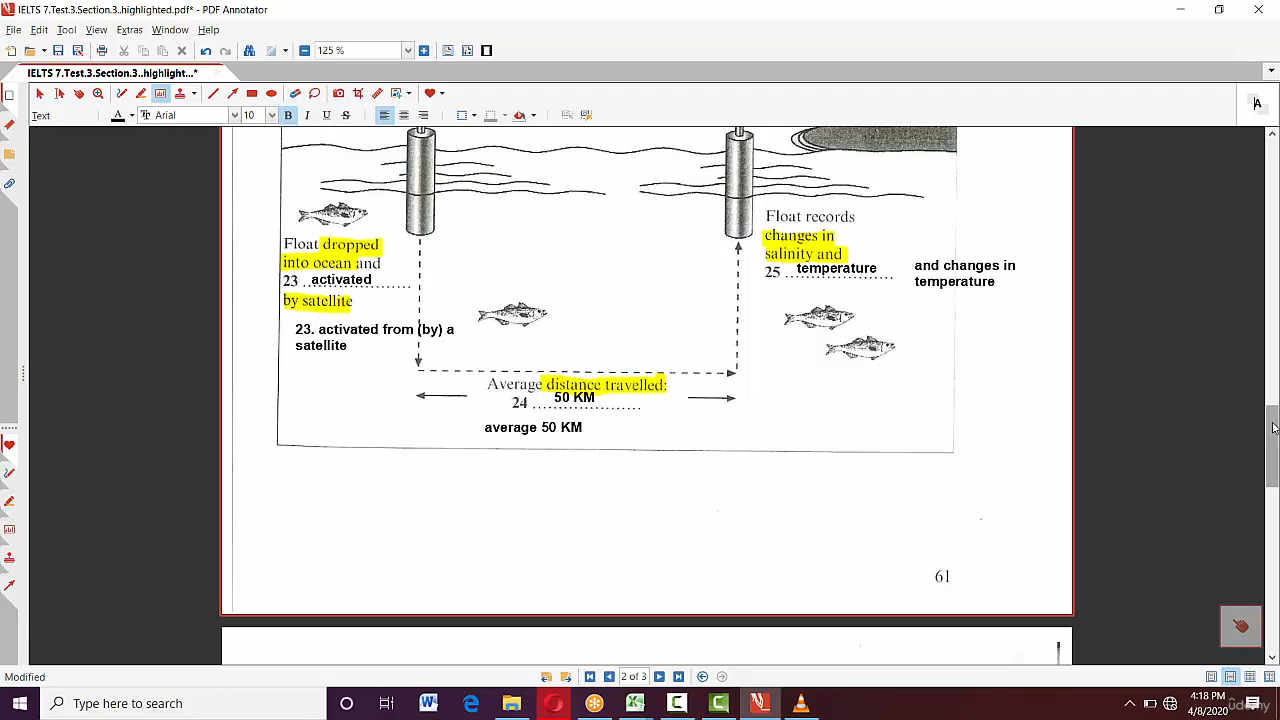 IELTS 7.Test.3.Section.3..highlighted.pdf* - PDF Annotator
File Edit Tool View Extras Window Help
125 %
IELTS 7.Test.3.Section.3..highlight...*
Text A Arial 10 B I U S
A
Float dropped
into ocean and
23 activated
by satellite
23. activated from (by) a
satellite
Average distance travelled:
24 50 KM
average 50 KM
Float records
changes in
salinity and
25 temperature
and changes in
temperature
61
Modified
2 of 3
Type here to search
4:18 PM
4/8/2020
Udemy